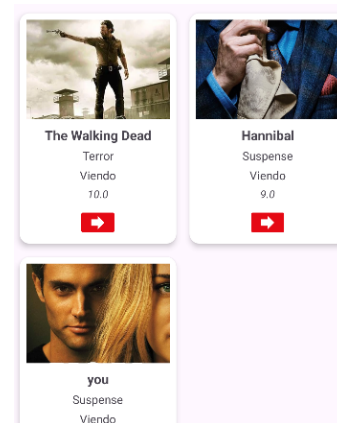 The Walking Dead
Terror
Viendo
10.0
Hannibal
Suspense
Viendo
9.0
you
Suspense
Viendo